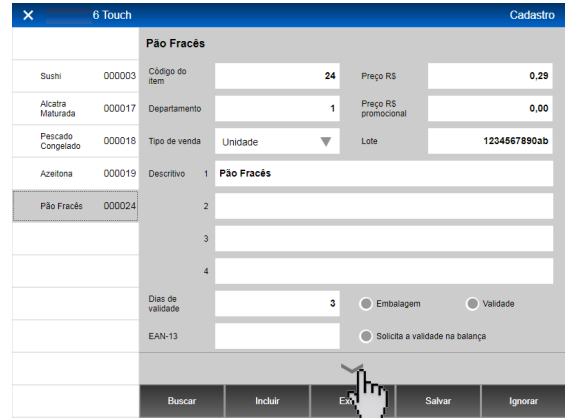 6 Touch
Cadastro
Pão Fracês
Sushi 000003
Alcatra
Maturada 000017
Pescado
Congelado 000018
Azeitona 000019
Pão Fracês 000024
Código do
item 24
Preço R$ 0,29
Departamento 1
Preço R$
promocional 0,00
Tipo de venda Unidade
Lote 1234567890ab
Descritivo 1 Pão Fracês
2
3
4
Dias de
validade 3
Embalagem
Validade
EAN-13
Solicita a validade na balança
Buscar
Incluir
Salvar
Ignorar